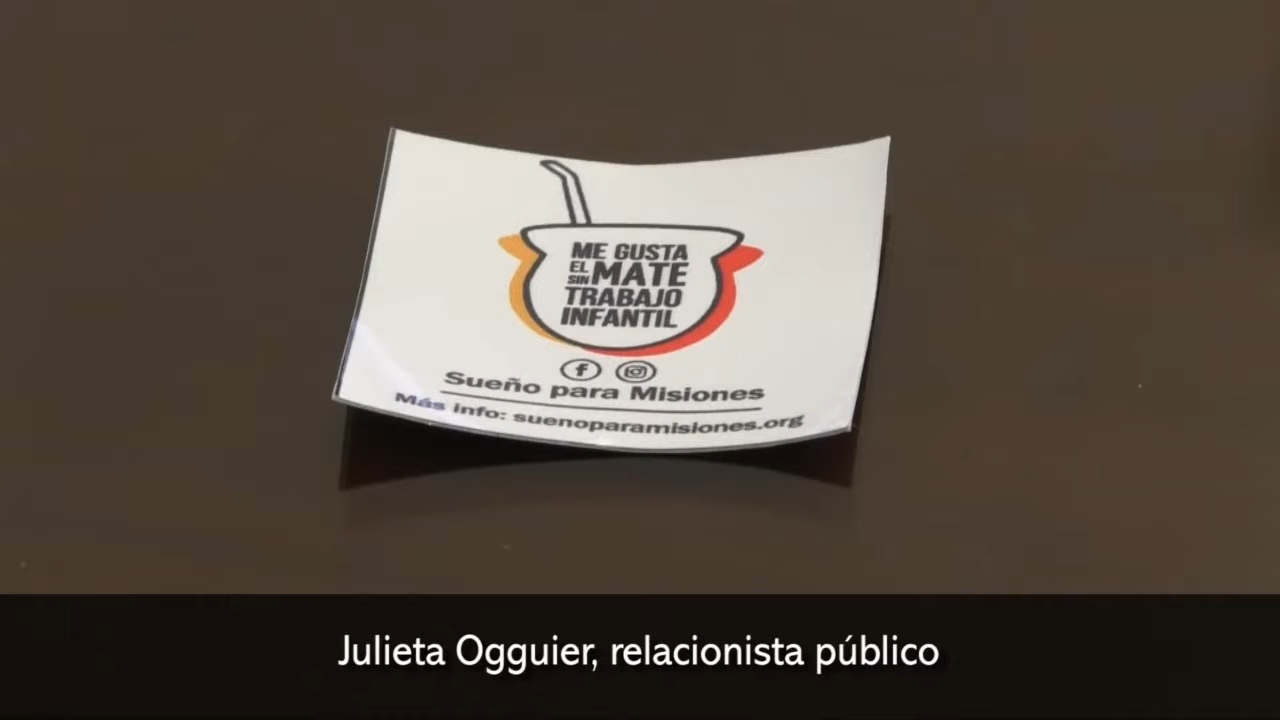 ME GUSTA
EL SIN MATE
TRABAJO
INFANTIL
Sueño para Misiones
Más info: suenoparamisiones.org
Julieta Ogguier, relacionista público